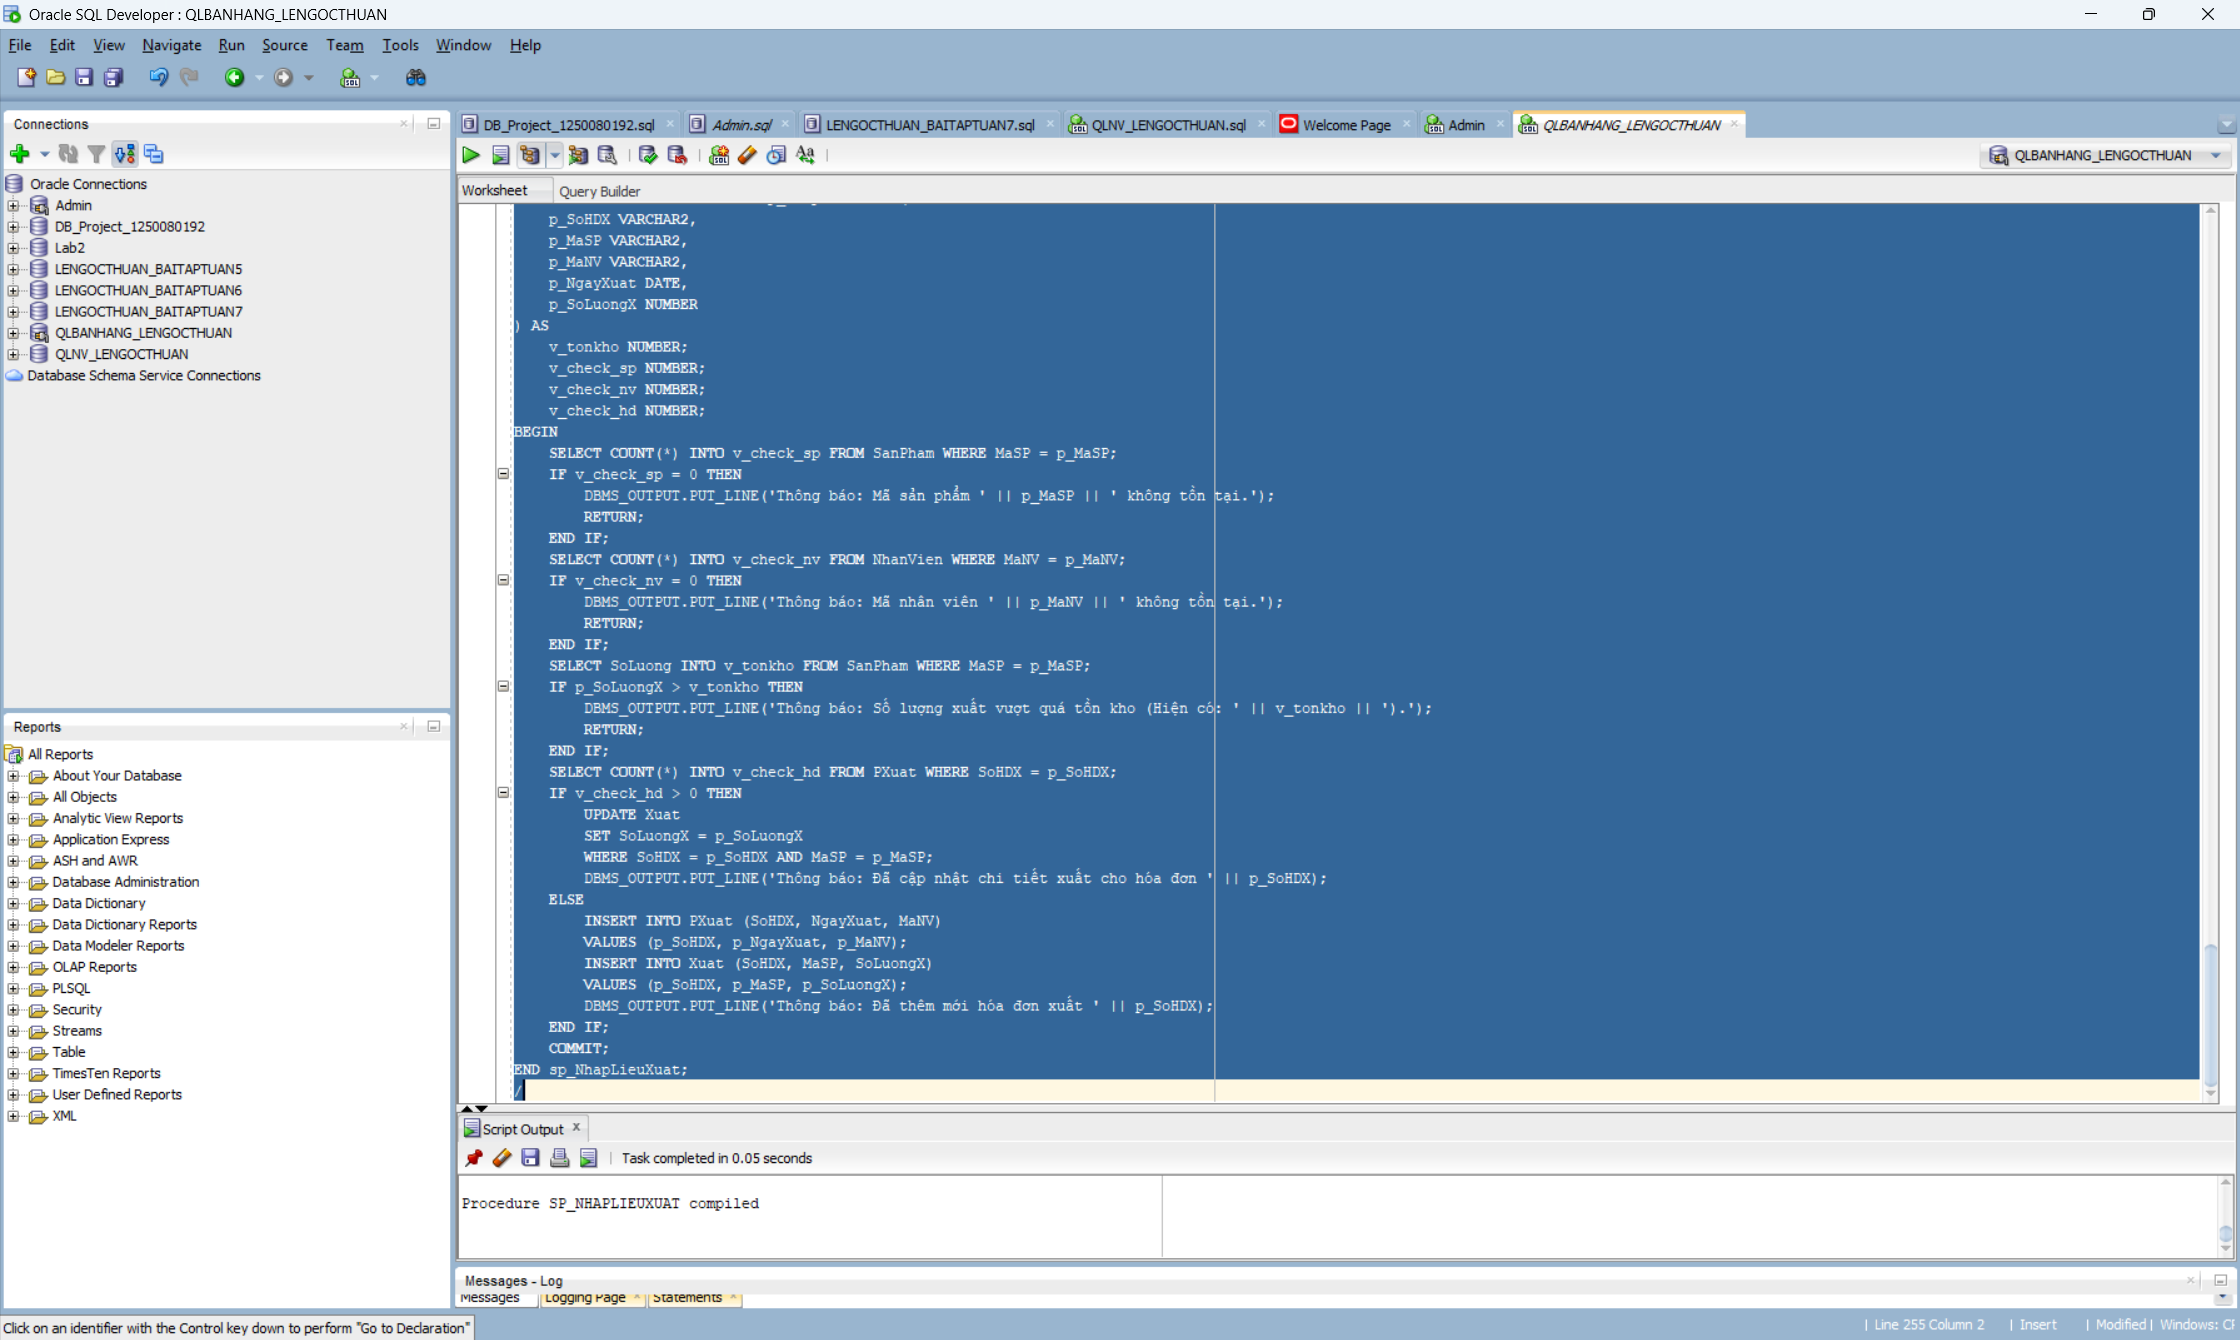 Oracle SQL Developer : QLBANHANG_LENGOCTHUAN
File Edit View Navigate Run Source Team Tools Window Help
Connections
Oracle Connections
Admin
DB_Project_1250080192
Lab2
LENGOCTHUAN_BAITAPTUAN5
LENGOCTHUAN_BAITAPTUAN6
LENGOCTHUAN_BAITAPTUAN7
QLBANHANG_LENGOCTHUAN
QLNV_LENGOCTHUAN
Database Schema Service Connections
Reports
All Reports
About Your Database
All Objects
Analytic View Reports
Application Express
ASH and AWR
Database Administration
Data Dictionary
Data Dictionary Reports
Data Modeler Reports
OLAP Reports
PLSQL
Security
Streams
Table
TimesTen Reports
User Defined Reports
XML
DB_Project_1250080192.sql Admin.sql LENGOCTHUAN_BAITAPTUAN7.sql QLNV_LENGOCTHUAN.sql Welcome Page Admin QLBANHANG_LENGOCTHUAN
QLBANHANG_LENGOCTHUAN
Worksheet Query Builder
p_SoHDX VARCHAR2,
p_MaSP VARCHAR2,
p_MaNV VARCHAR2,
p_NgayXuat DATE,
p_SoLuongX NUMBER
) AS
v_tonkho NUMBER;
v_check_sp NUMBER;
v_check_nv NUMBER;
v_check_hd NUMBER;
BEGIN
SELECT COUNT(*) INTO v_check_sp FROM SanPham WHERE MaSP = p_MaSP;
IF v_check_sp = 0 THEN
DBMS_OUTPUT.PUT_LINE('Thông báo: Mã sản phẩm ' || p_MaSP || ' không tồn tại.');
RETURN;
END IF;
SELECT COUNT(*) INTO v_check_nv FROM NhanVien WHERE MaNV = p_MaNV;
IF v_check_nv = 0 THEN
DBMS_OUTPUT.PUT_LINE('Thông báo: Mã nhân viên ' || p_MaNV || ' không tồn tại.');
RETURN;
END IF;
SELECT SoLuong INTO v_tonkho FROM SanPham WHERE MaSP = p_MaSP;
IF p_SoLuongX > v_tonkho THEN
DBMS_OUTPUT.PUT_LINE('Thông báo: Số lượng xuất vượt quá tồn kho (Hiện có: ' || v_tonkho || ').');
RETURN;
END IF;
SELECT COUNT(*) INTO v_check_hd FROM PXuat WHERE SoHDX = p_SoHDX;
IF v_check_hd > 0 THEN
UPDATE Xuat
SET SoLuongX = p_SoLuongX
WHERE SoHDX = p_SoHDX AND MaSP = p_MaSP;
DBMS_OUTPUT.PUT_LINE('Thông báo: Đã cập nhật chi tiết xuất cho hóa đơn ' || p_SoHDX);
ELSE
INSERT INTO PXuat (SoHDX, NgayXuat, MaNV)
VALUES (p_SoHDX, p_NgayXuat, p_MaNV);
INSERT INTO Xuat (SoHDX, MaSP, SoLuongX)
VALUES (p_SoHDX, p_MaSP, p_SoLuongX);
DBMS_OUTPUT.PUT_LINE('Thông báo: Đã thêm mới hóa đơn xuất ' || p_SoHDX);
END IF;
COMMIT;
END sp_NhapLieuXuat;
/
Script Output
Task completed in 0.05 seconds
Procedure SP_NHAPLIEUXUAT compiled
Messages - Log
Messages Logging Page Statements
Click on an identifier with the Control key down to perform "Go to Declaration"
Line 255 Column 2 | Insert | Modified | Windows: